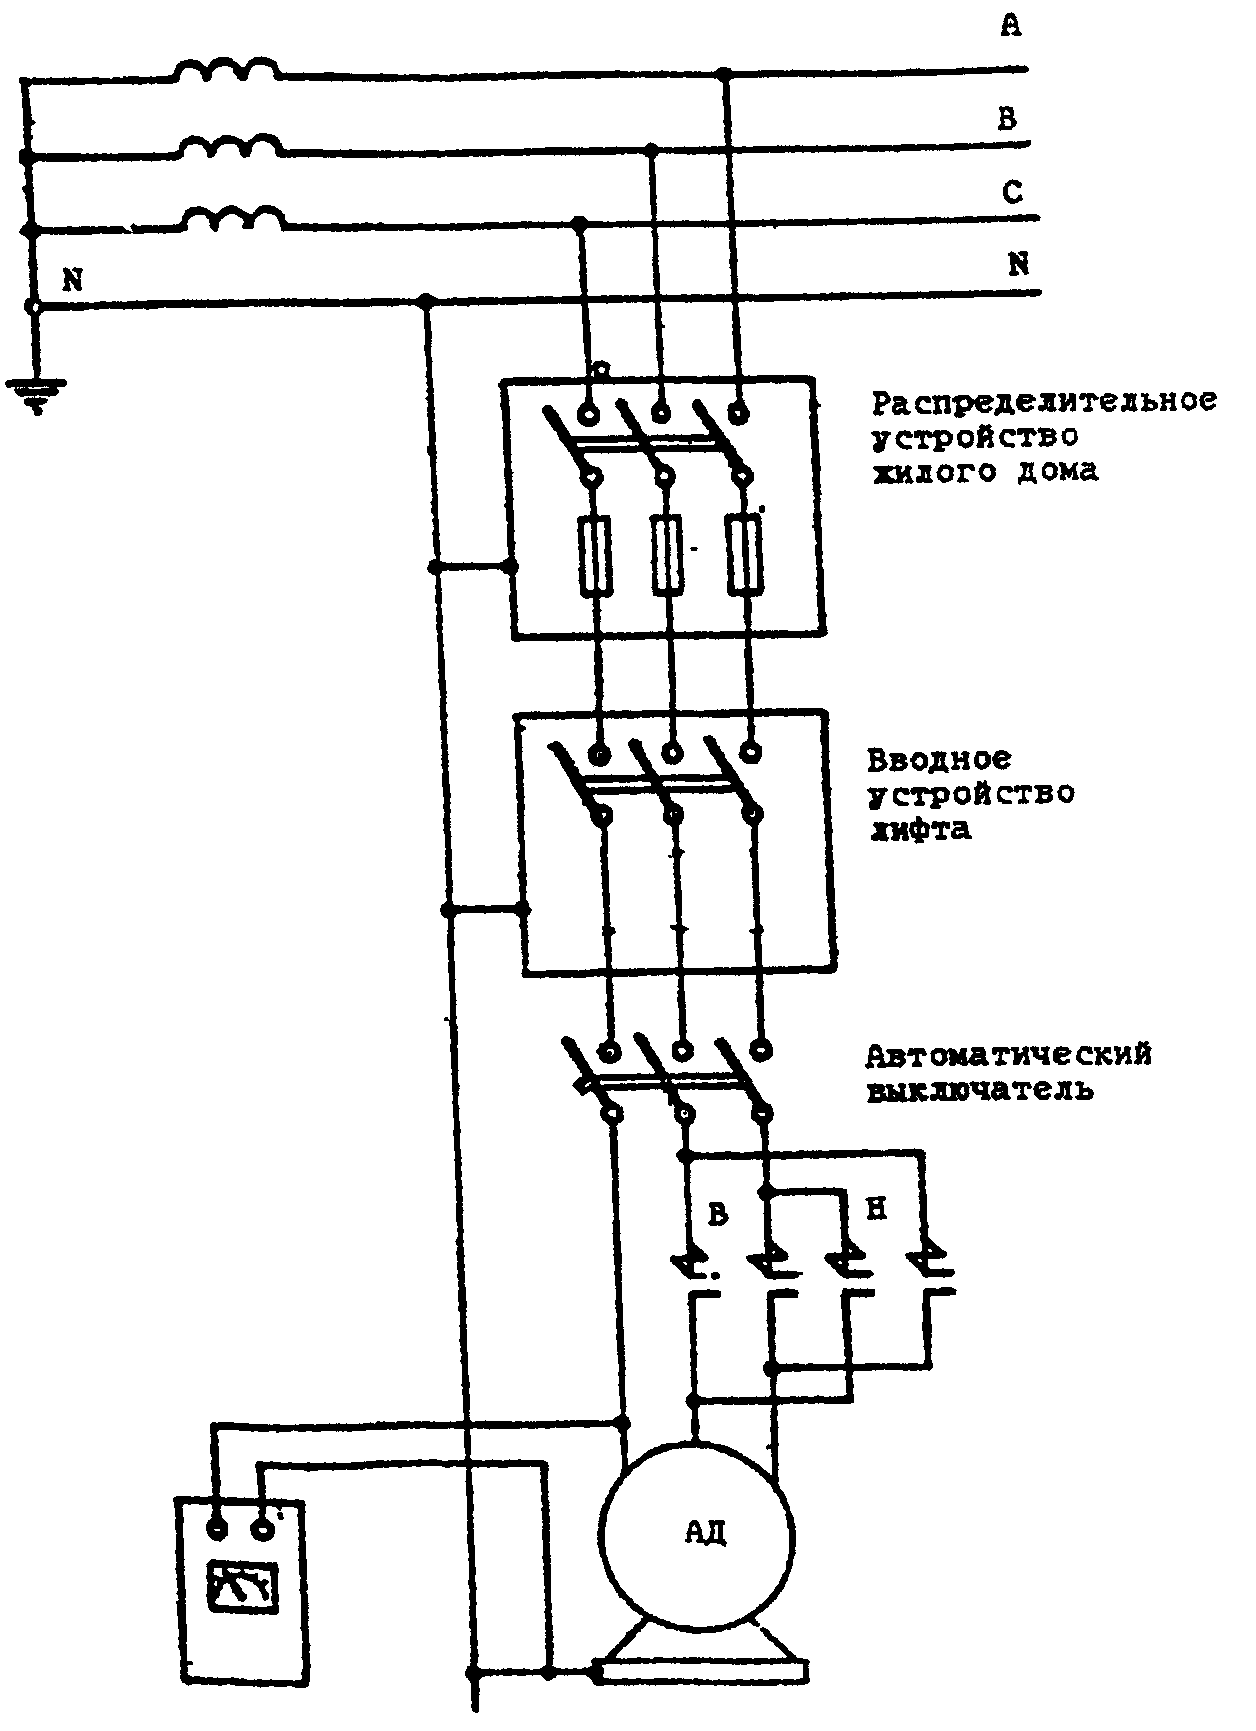 A
B
C
N
N
Распределительное
устройство
жилого дома
Вводное
устройство
лифта
Автоматический
выключатель
В
Н
АД